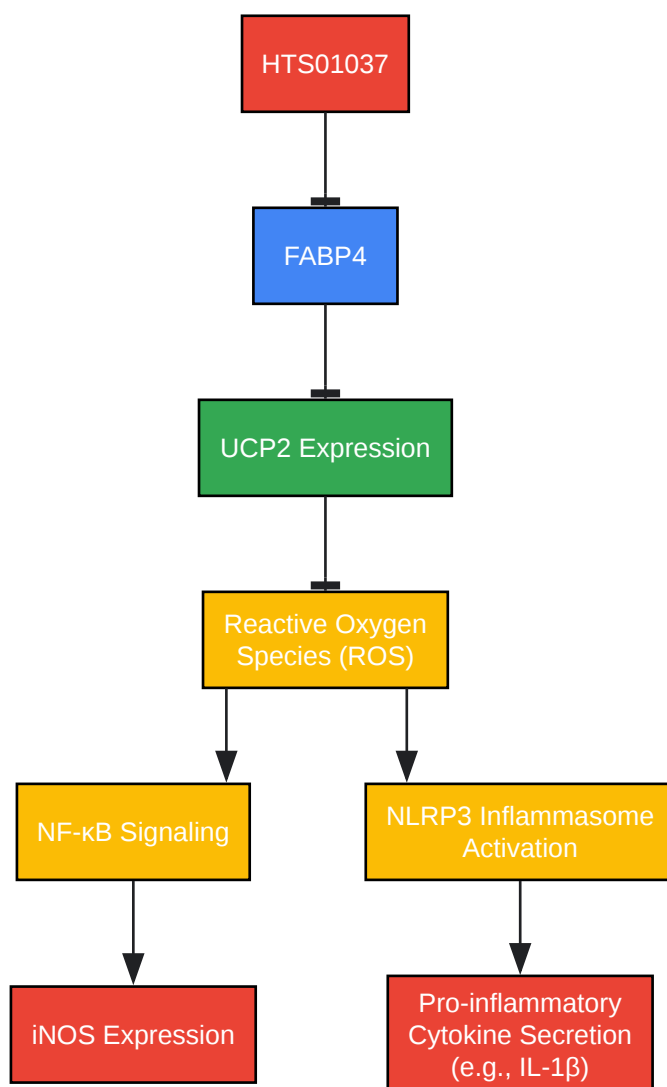 HTS01037
FABP4
UCP2 Expression
Reactive Oxygen
Species (ROS)
NF-κB Signaling
NLRP3 Inflammasome
Activation
iNOS Expression
Pro-inflammatory
Cytokine Secretion
(e.g., IL-1β)